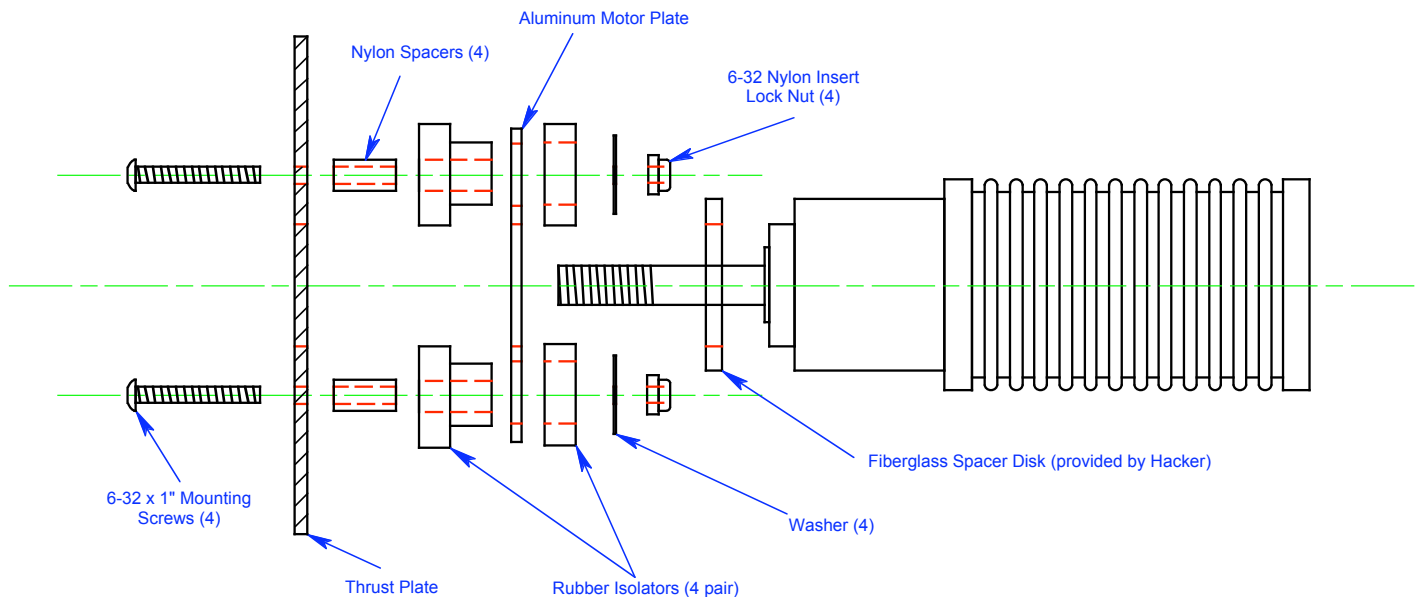 Aluminum Motor Plate
Nylon Spacers (4)
6-32 Nylon Insert
Lock Nut (4)
Fiberglass Spacer Disk (provided by Hacker)
6-32 x 1" Mounting
Screws (4)
Washer (4)
Thrust Plate
Rubber Isolators (4 pair)